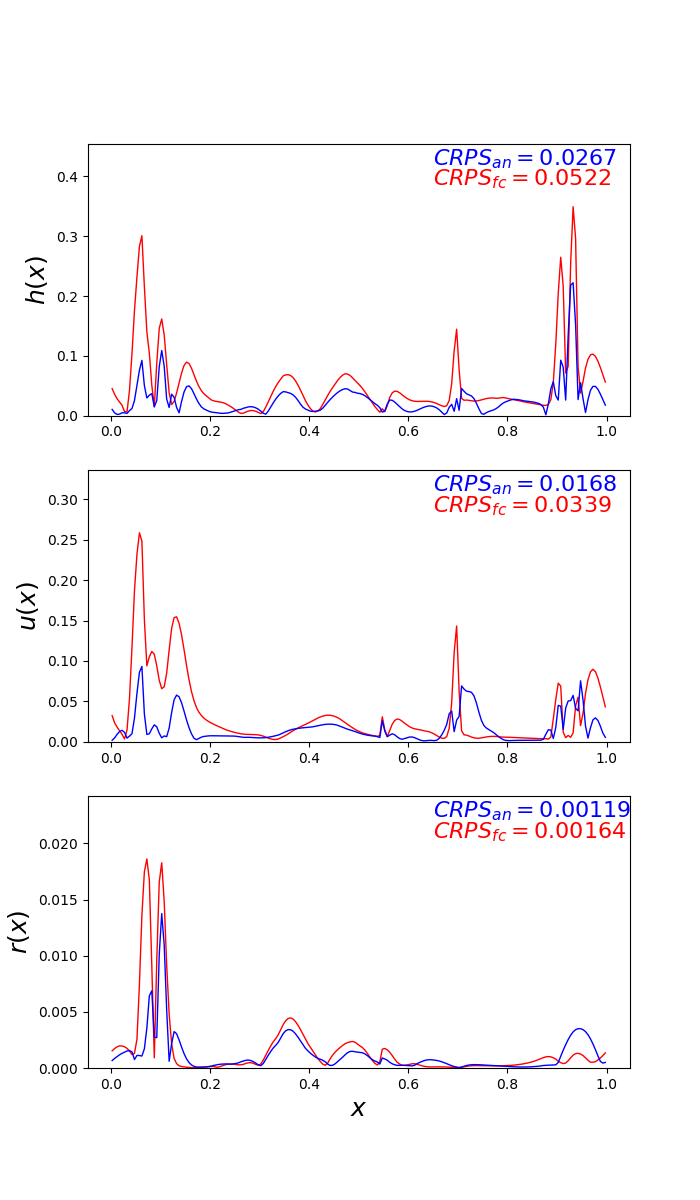 CRPS_an = 0.0267
CRPS_fc = 0.0522
0.4
0.3
0.2
0.1
0.0
h(x)
0.0 0.2 0.4 0.6 0.8 1.0
CRPS_an = 0.0168
CRPS_fc = 0.0339
0.30
0.25
0.20
0.15
0.10
0.05
0.00
u(x)
0.0 0.2 0.4 0.6 0.8 1.0
CRPS_an = 0.00119
CRPS_fc = 0.00164
0.020
0.015
0.010
0.005
0.000
r(x)
0.0 0.2 0.4 0.6 0.8 1.0
x